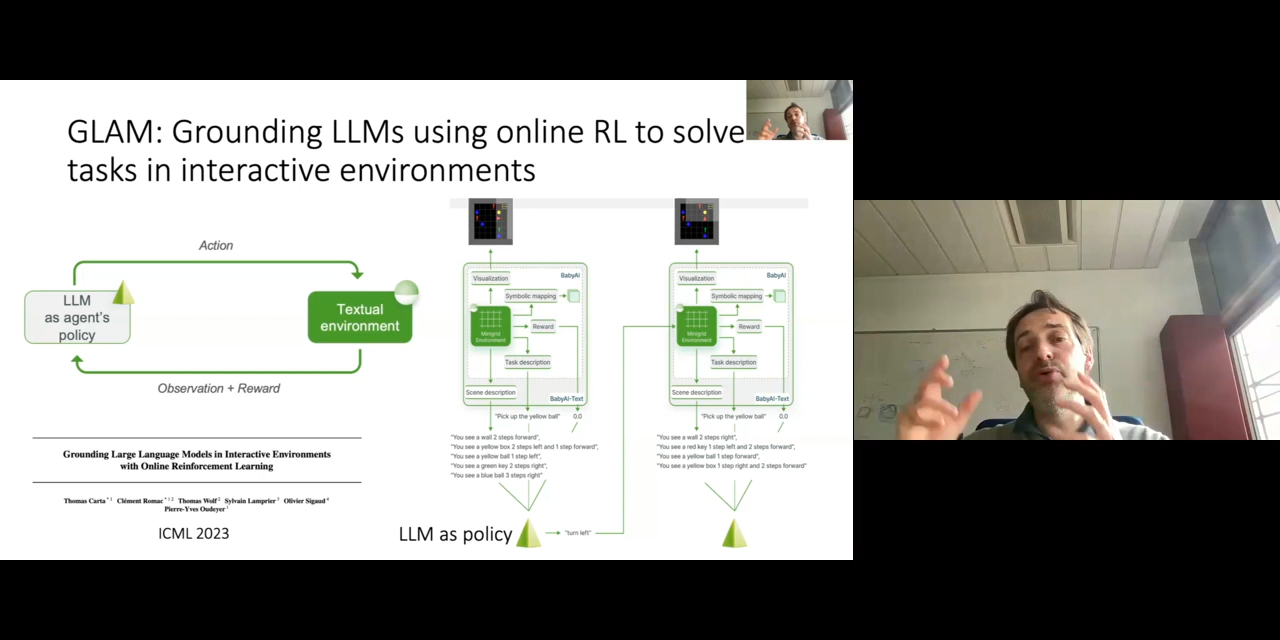 GLAM: Grounding LLMs using online RL to solve
tasks in interactive environments
Action
LLM
as agent's
policy
Textual
environment
Observation + Reward
Grounding Large Language Models in Interactive Environments
with Online Reinforcement Learning
Thomas Carta * 1 Clément Romac * 1 2 Thomas Wolf 2 Sylvain Lamprier 3 Olivier Sigaud 4
Pierre-Yves Oudeyer 1
ICML 2023
BabyAI
Visualization
Symbolic mapping
Minigrid
Environment
Reward
Task description
Scene description
BabyAI-Text
"Pick up the yellow ball" 0.0
"You see a wall 2 steps forward",
"You see a yellow box 2 steps left and 1 step forward",
"You see a yellow ball 1 step left",
"You see a green key 2 steps right",
"You see a blue ball 3 steps right"
LLM as policy
"turn left"
BabyAI
Visualization
Symbolic mapping
Minigrid
Environment
Reward
Task description
Scene description
BabyAI-Text
"Pick up the yellow ball" 0.0
"You see a wall 2 steps right",
"You see a red key 1 step left and 2 steps forward",
"You see a yellow ball 1 step forward",
"You see a yellow box 1 step right and 2 steps forward"